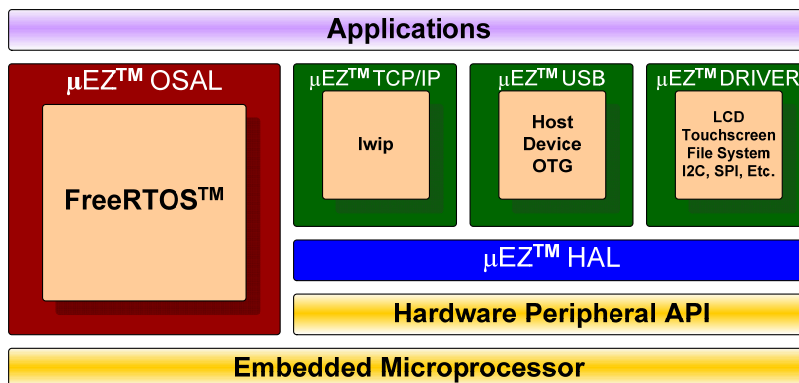 Applications
µEZ™ OSAL
FreeRTOS™
µEZ™ TCP/IP
lwip
µEZ™ USB
Host
Device
OTG
µEZ™ DRIVER
LCD
Touchscreen
File System
I2C, SPI, Etc.
µEZ™ HAL
Hardware Peripheral API
Embedded Microprocessor